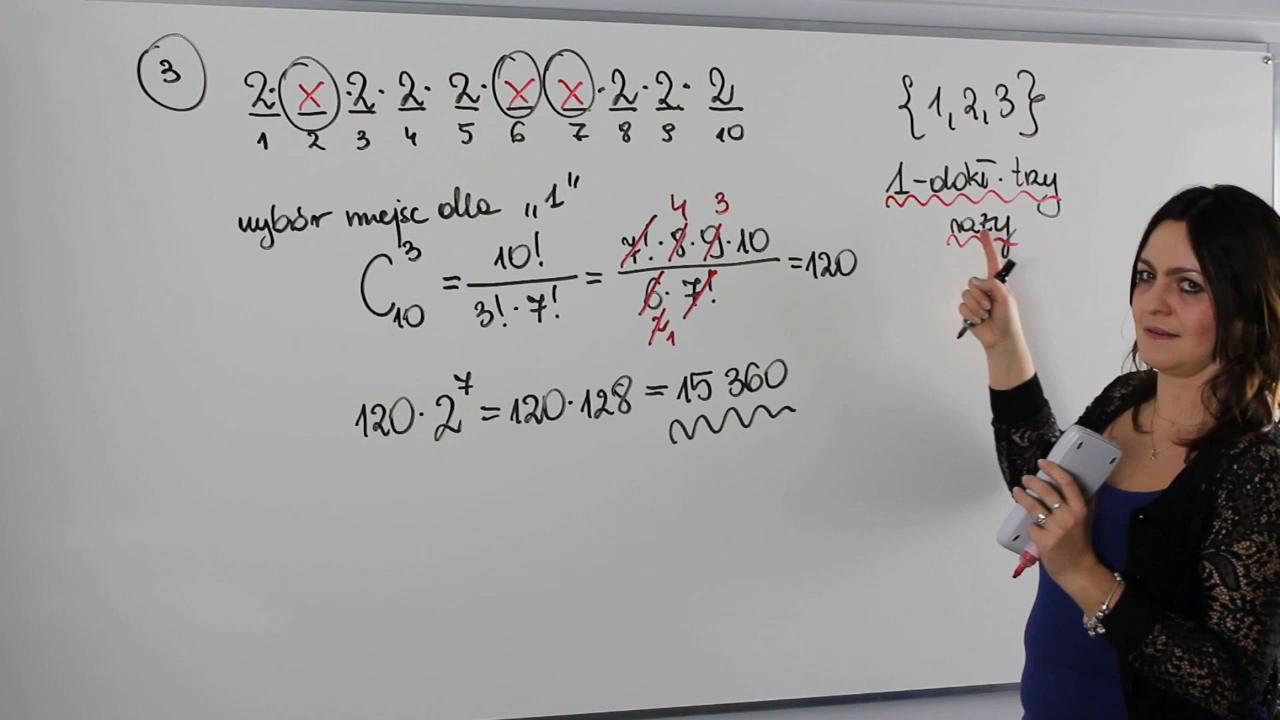 3
2 · x · 2 · 2 · 2 · x x · 2 · 2 · 2
1 2 3 4 5 6 7 8 9 10
{1, 2, 3}
1-dokł. trzy
razy
wybór miejsc dla „1”
C₁₀³ = 10! / 3! · 7! = 7! · 8 · 9 · 10 / 6 · 7! = 120
4 3
2 1
120 · 2⁷ = 120 · 128 = 15 360